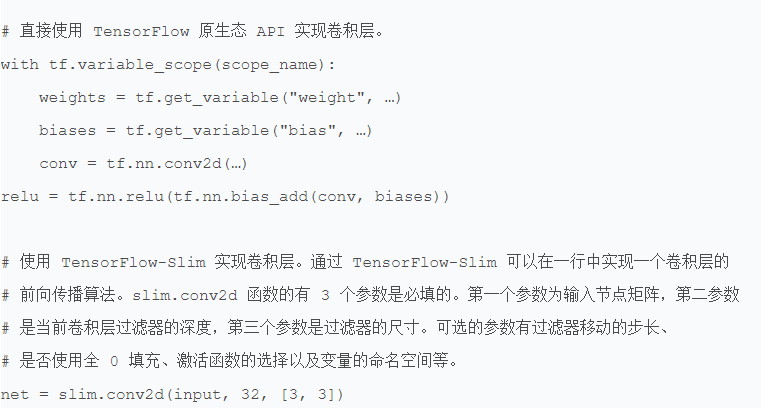 # 直接使用 TensorFlow 原生态 API 实现卷积层。
with tf.variable_scope(scope_name):
    weights = tf.get_variable("weight", …)
    biases = tf.get_variable("bias", …)
    conv = tf.nn.conv2d(…)
relu = tf.nn.relu(tf.nn.bias_add(conv, biases))
# 使用 TensorFlow-Slim 实现卷积层。通过 TensorFlow-Slim 可以在一行中实现一个卷积层的
# 前向传播算法。slim.conv2d 函数的有 3 个参数是必填的。第一个参数为输入节点矩阵，第二参数
# 是当前卷积层过滤器的深度，第三个参数是过滤器的尺寸。可选的参数有过滤器移动的步长、
# 是否使用全 0 填充、激活函数的选择以及变量的命名空间等。
net = slim.conv2d(input, 32, [3, 3])